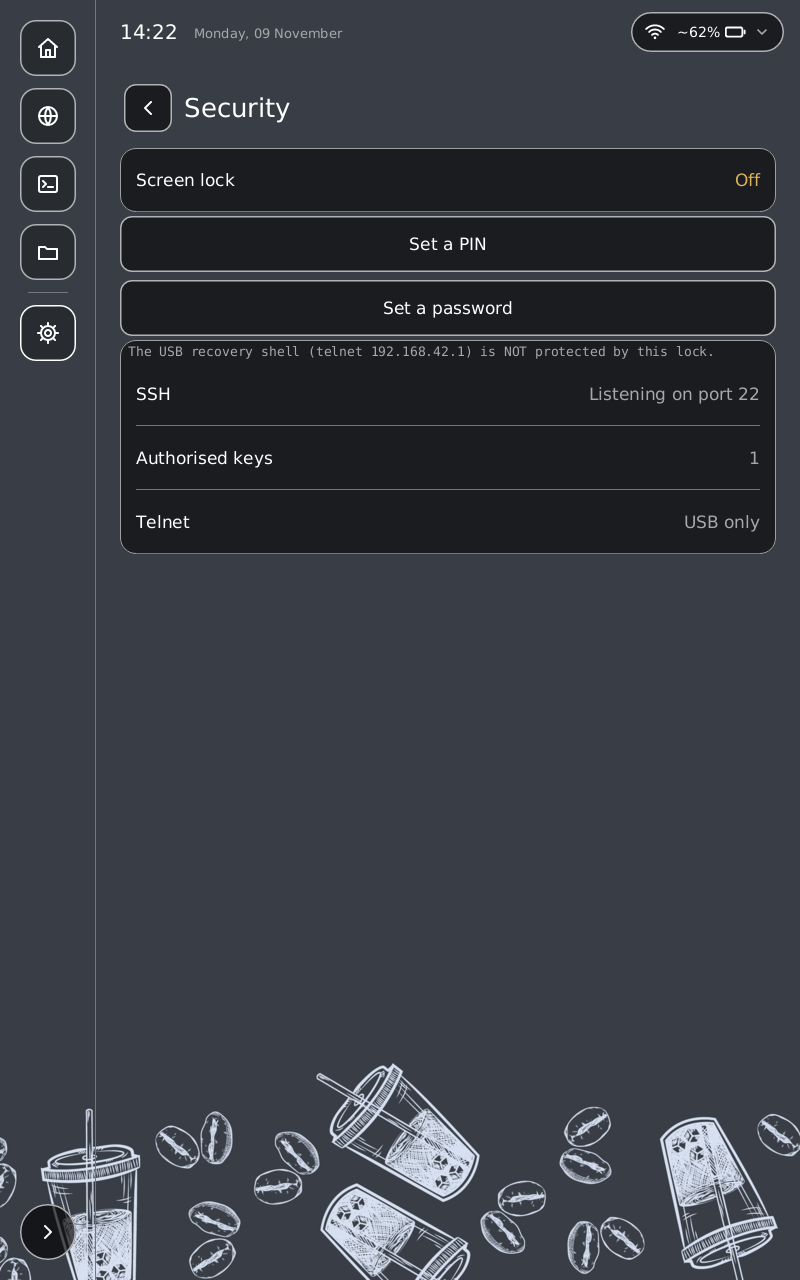 14:22 Monday, 09 November ~62%
Security
Screen lock Off
Set a PIN
Set a password
The USB recovery shell (telnet 192.168.42.1) is NOT protected by this lock.
SSH Listening on port 22
Authorised keys 1
Telnet USB only